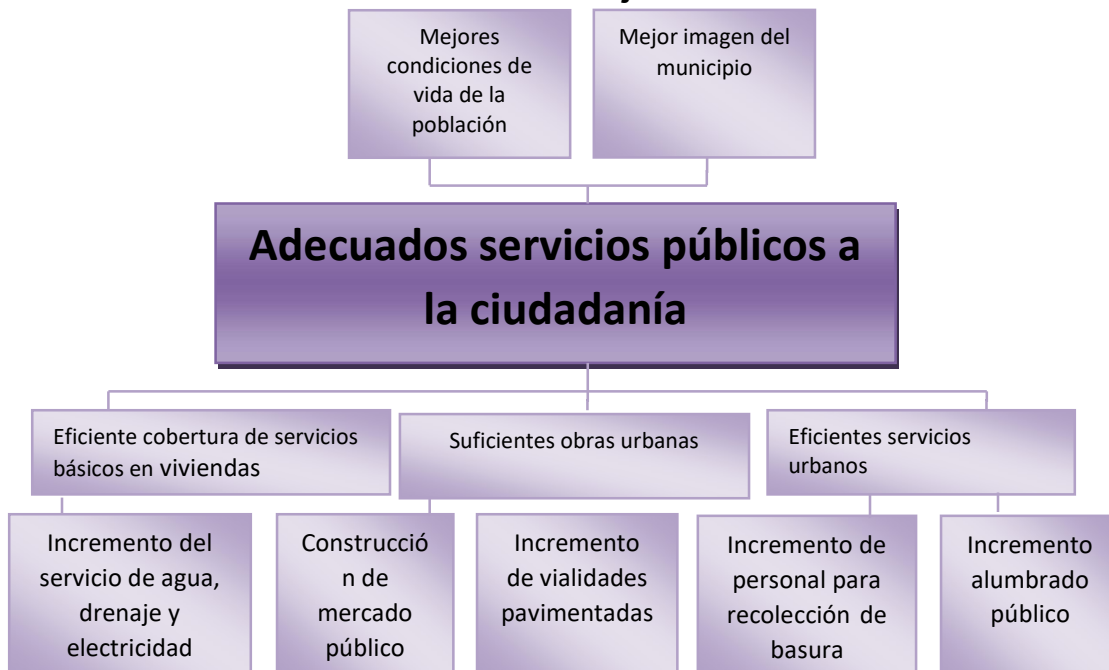 Mejores
condiciones de
vida de la
población
Mejor imagen del
municipio
Adecuados servicios públicos a
la ciudadanía
Eficiente cobertura de servicios
básicos en viviendas
Suficientes obras urbanas
Eficientes servicios
urbanos
Incremento del
servicio de agua,
drenaje y
electricidad
Construcció
n de
mercado
público
Incremento
de vialidades
pavimentadas
Incremento de
personal para
recolección de
basura
Incremento
alumbrado
público